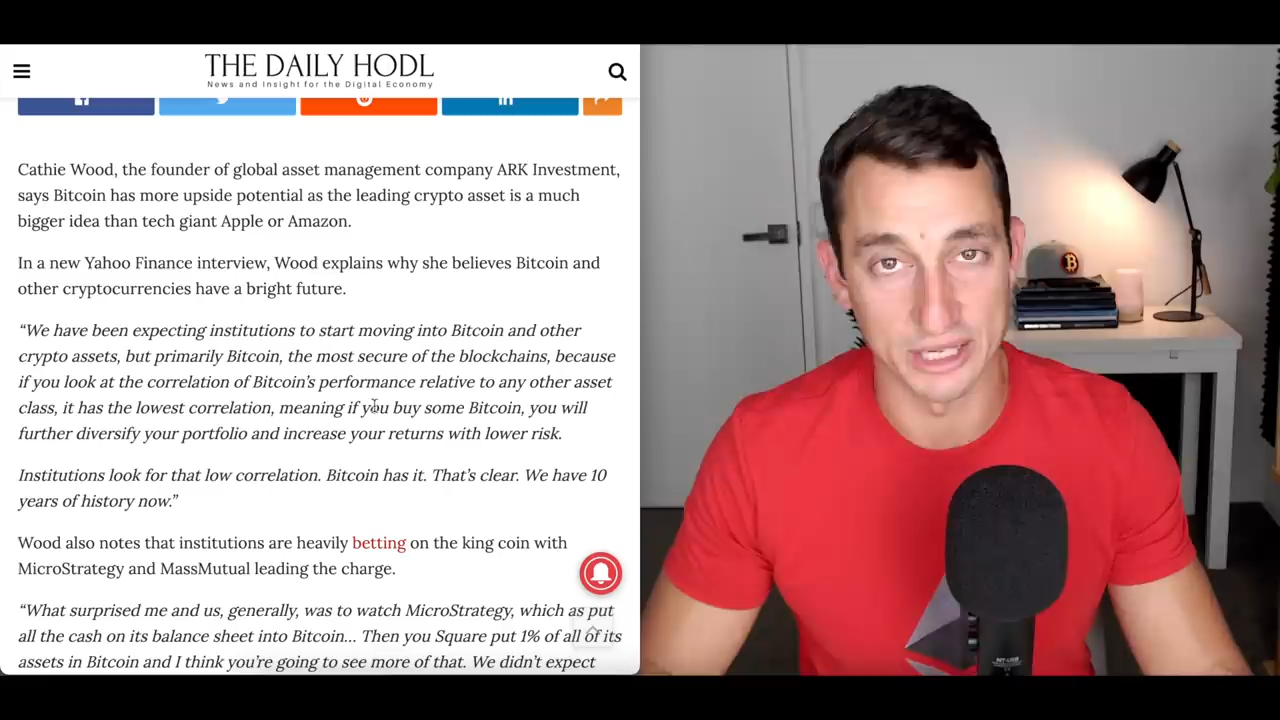 THE DAILY HODL
News and Insight for the Digital Economy
Cathie Wood, the founder of global asset management company ARK Investment,
says Bitcoin has more upside potential as the leading crypto asset is a much
bigger idea than tech giant Apple or Amazon.
In a new Yahoo Finance interview, Wood explains why she believes Bitcoin and
other cryptocurrencies have a bright future.
“We have been expecting institutions to start moving into Bitcoin and other
crypto assets, but primarily Bitcoin, the most secure of the blockchains, because
if you look at the correlation of Bitcoin’s performance relative to any other asset
class, it has the lowest correlation, meaning if you buy some Bitcoin, you will
further diversify your portfolio and increase your returns with lower risk.
Institutions look for that low correlation. Bitcoin has it. That’s clear. We have 10
years of history now.”
Wood also notes that institutions are heavily betting on the king coin with
MicroStrategy and MassMutual leading the charge.
“What surprised me and us, generally, was to watch MicroStrategy, which as put
all the cash on its balance sheet into Bitcoin... Then you Square put 1% of all of its
assets in Bitcoin and I think you’re going to see more of that. We didn’t expect